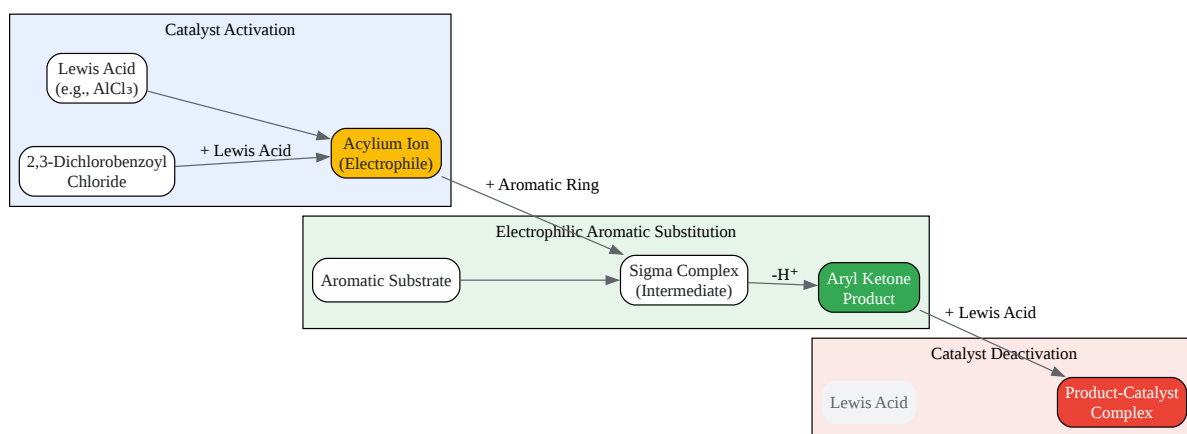 Catalyst Activation
Lewis Acid
(e.g., AlCl₃)
+ Lewis Acid
2,3-Dichlorobenzoyl
Chloride
Acylium Ion
(Electrophile)
+ Aromatic Ring
Electrophilic Aromatic Substitution
Aromatic Substrate
Sigma Complex
(Intermediate)
-H⁺
Aryl Ketone
Product
+ Lewis Acid
Catalyst Deactivation
Lewis Acid
Product-Catalyst
Complex